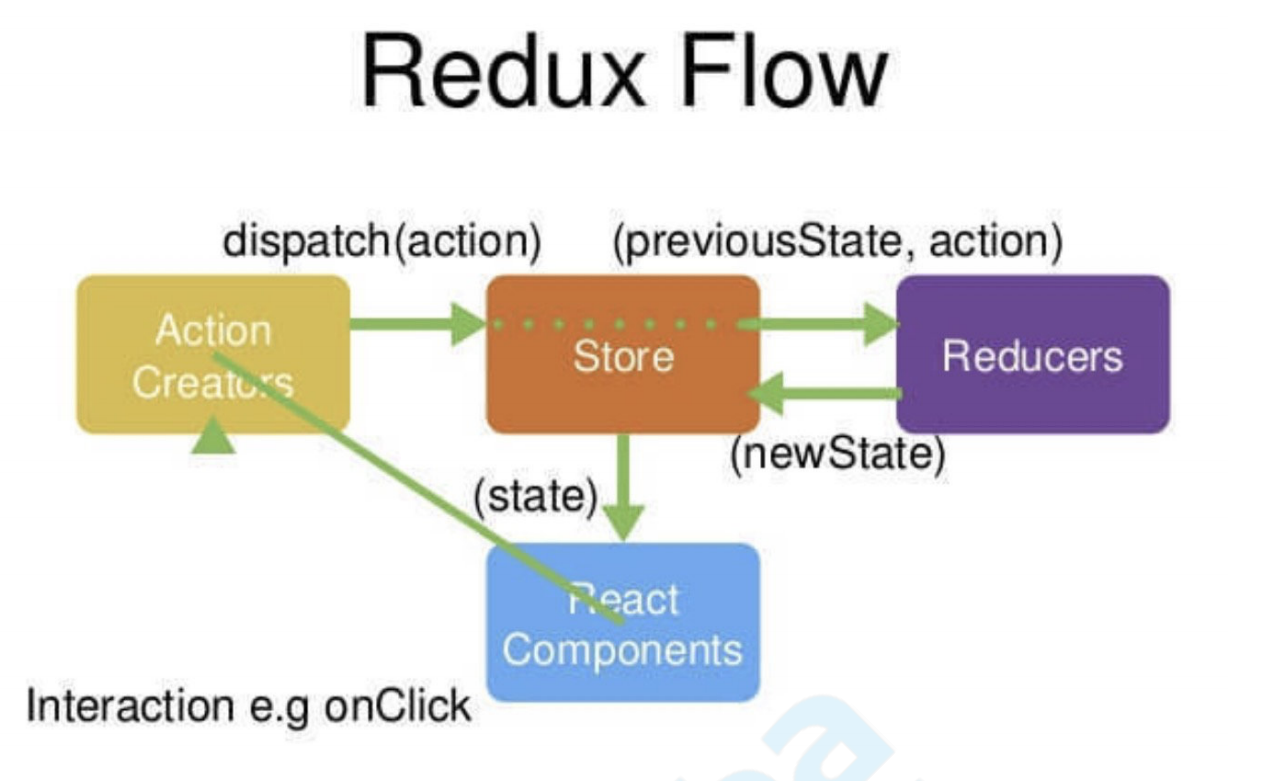 Redux Flow
dispatch(action)
(previousState, action)
Action
Creators
Store
Reducers
(newState)
(state)
React
Components
Interaction e.g onClick